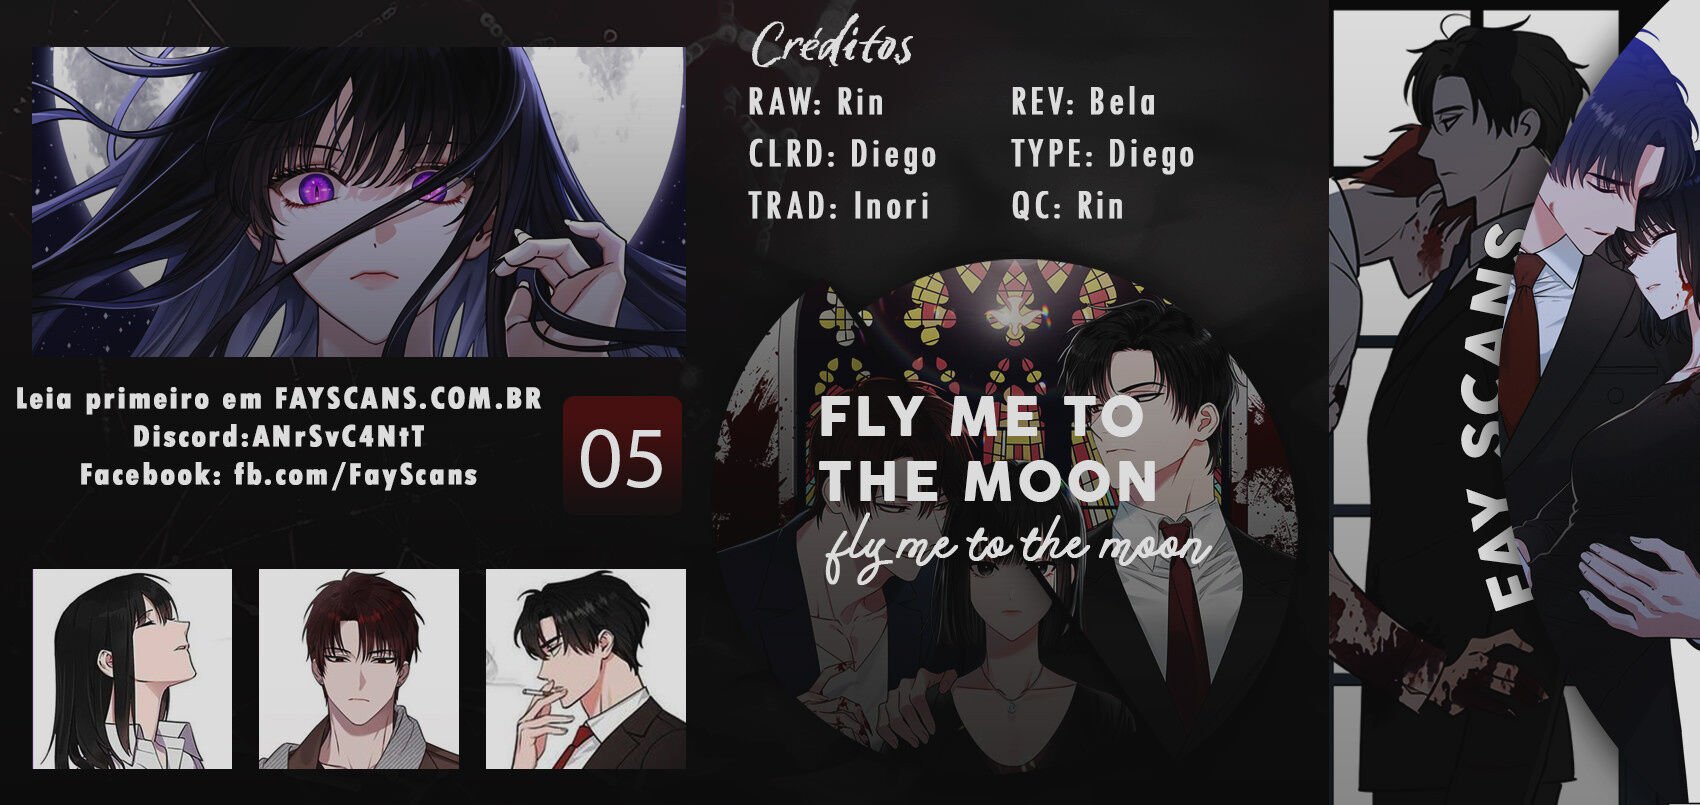 Créditos
RAW: Rin
REV: Bela
CLRD: Diego
TYPE: Diego
TRAD: Inori
QC: Rin
Leia primeiro em FAYSCANS.COM.BR
Discord:ANrSvC4NtT
Facebook: fb.com/FayScans
05
FLY ME TO
THE MOON
fly me to the moon
FAY SCANS